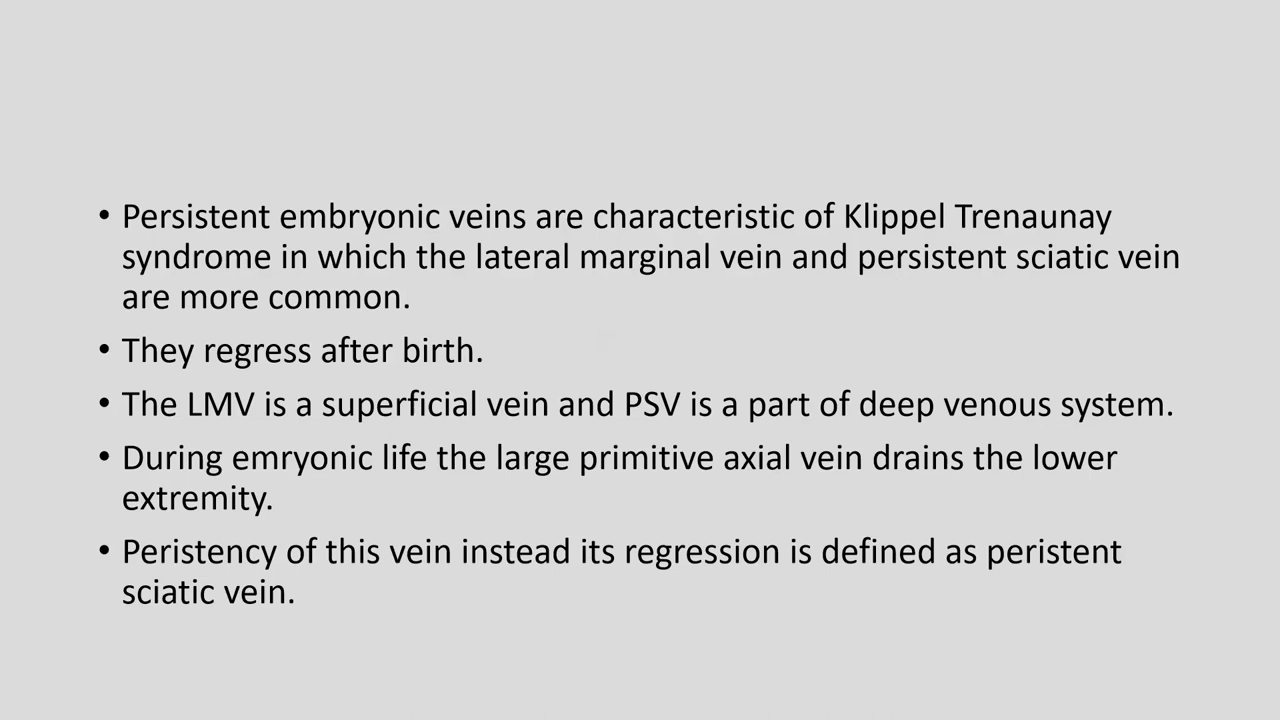 • Persistent embryonic veins are characteristic of Klippel Trenaunay
syndrome in which the lateral marginal vein and persistent sciatic vein
are more common.
• They regress after birth.
• The LMV is a superficial vein and PSV is a part of deep venous system.
• During emryonic life the large primitive axial vein drains the lower
extremity.
• Peristency of this vein instead its regression is defined as peristent
sciatic vein.